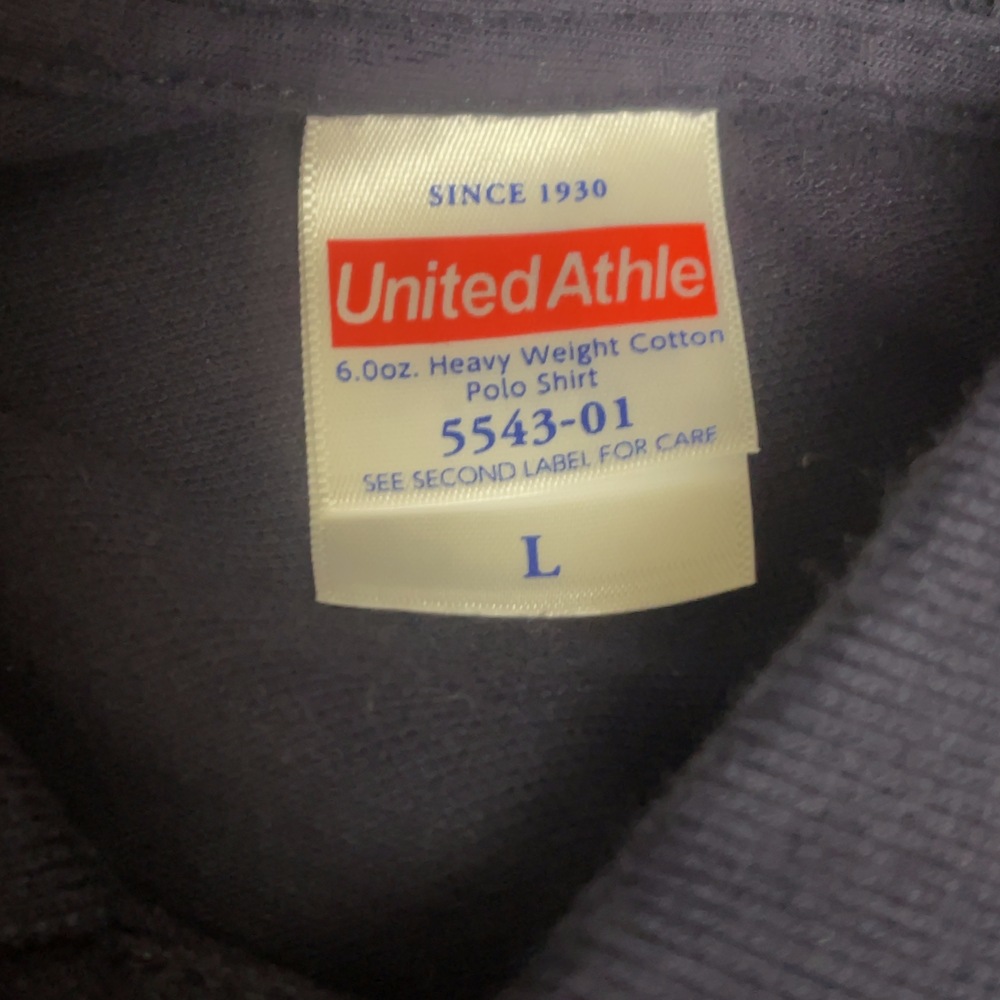 SINCE 1930
United Athle
6.0oz. Heavy Weight Cotton
Polo Shirt
5543-01
SEE SECOND LABEL FOR CARE
L